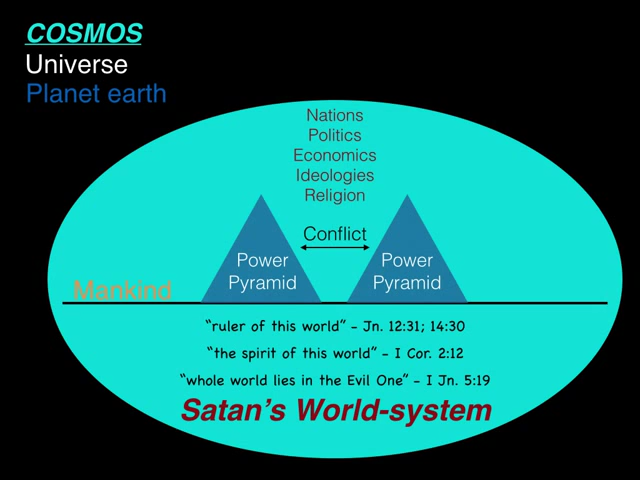 COSMOS
Universe
Planet earth
Nations
Politics
Economics
Ideologies
Religion
Conflict
Power
Pyramid
Power
Pyramid
Mankind
“ruler of this world” – Jn. 12:31; 14:30
“the spirit of this world” – I Cor. 2:12
“whole world lies in the Evil One” – I Jn. 5:19
Satan’s World-system